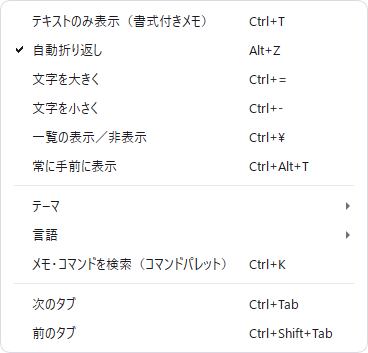 テキストのみ表示（書式付きメモ） Ctrl+T
自動折り返し Alt+Z
文字を大きく Ctrl+=
文字を小さく Ctrl+-
一覧の表示／非表示 Ctrl+¥
常に手前に表示 Ctrl+Alt+T
テーマ
言語
メモ・コマンドを検索（コマンドパレット） Ctrl+K
次のタブ Ctrl+Tab
前のタブ Ctrl+Shift+Tab